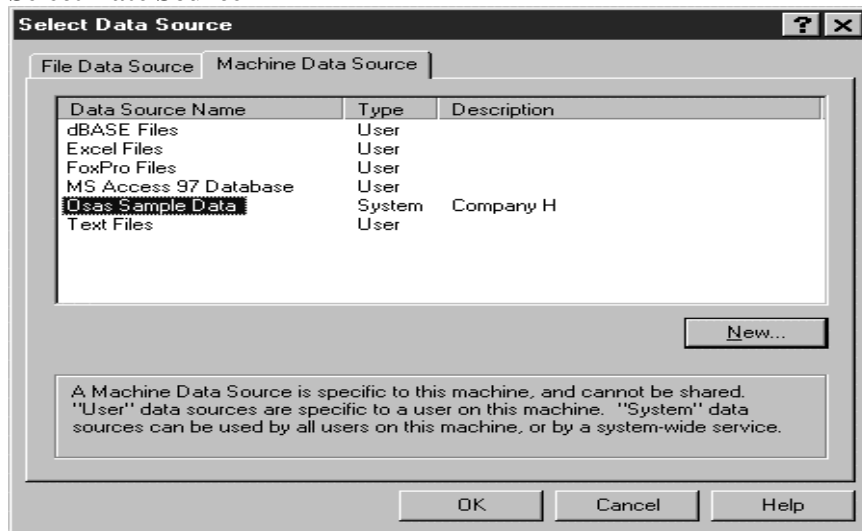 Select Data Source
File Data Source Machine Data Source
Data Source Name Type Description
dBASE Files User
Excel Files User
FoxPro Files User
MS Access 97 Database User
Osas Sample Data System Company H
Text Files User
New...
A Machine Data Source is specific to this machine, and cannot be shared.
"User" data sources are specific to a user on this machine. "System" data
sources can be used by all users on this machine, or by a system-wide service.
OK Cancel Help